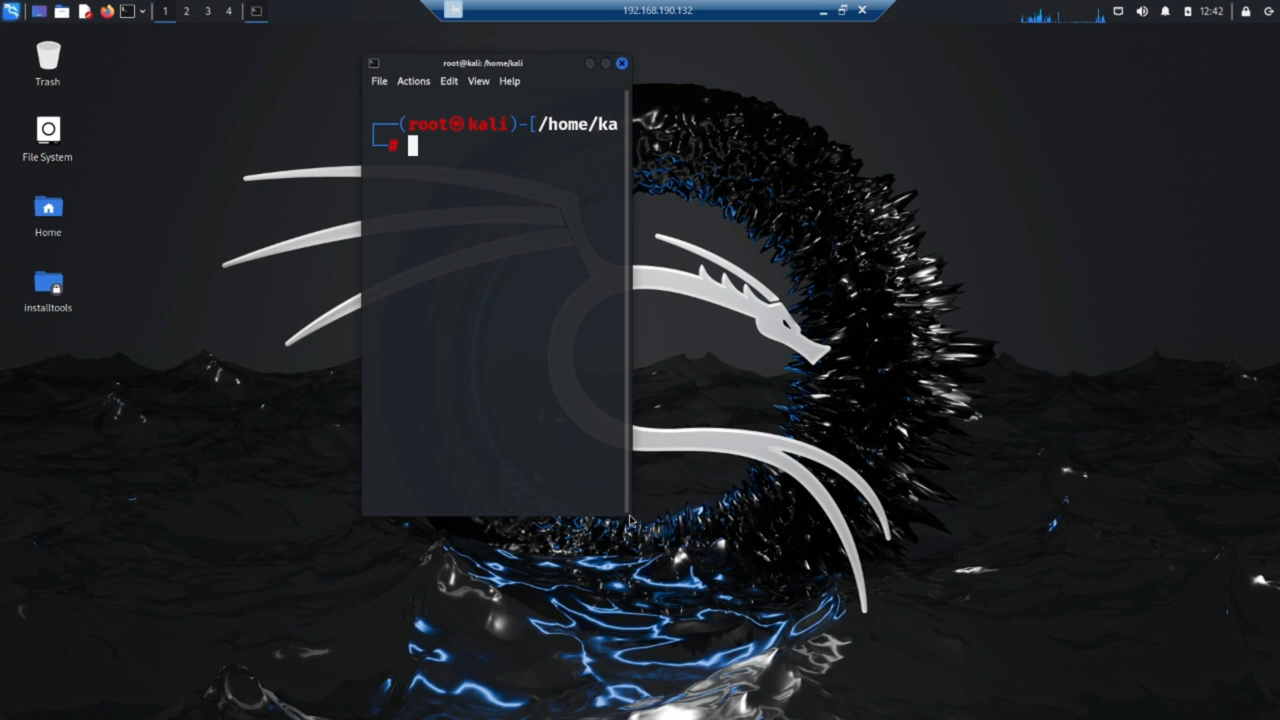 1 2 3 4
192.168.190.132
12:42
Trash
File System
Home
installtools
root@kali: /home/kali
File Actions Edit View Help
(root㉿kali)-[/home/ka
#